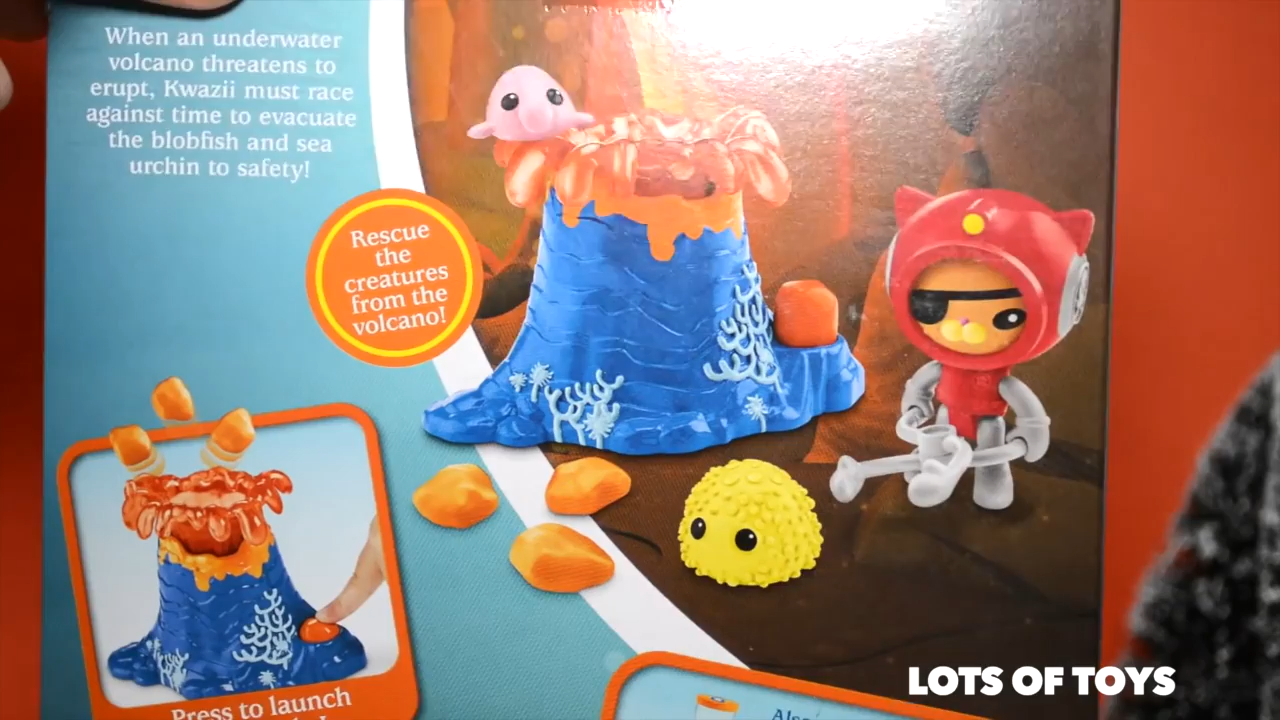 When an underwater
volcano threatens to
erupt, Kwazii must race
against time to evacuate
the blobfish and sea
urchin to safety!
Rescue
the
creatures
from the
volcano!
Press to launch
LOTS OF TOYS